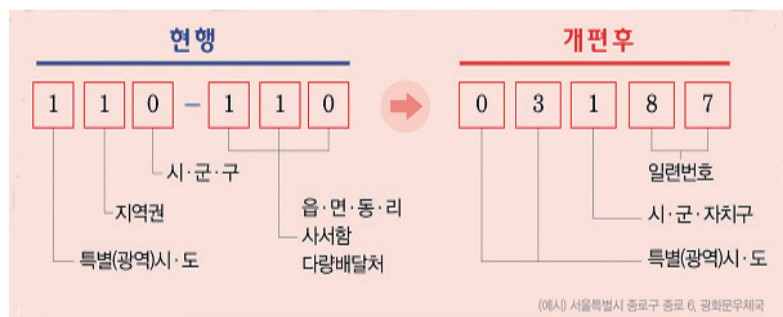 현행
개편후
1 1 0 - 1 1 0
0 3 1 8 7
시·군·구
지역권
특별(광역)시·도
읍·면·동·리
사서함
다량배달처
일련번호
시·군·자치구
특별(광역)시·도
(예시) 서울특별시 종로구 종로 6, 광화문우체국